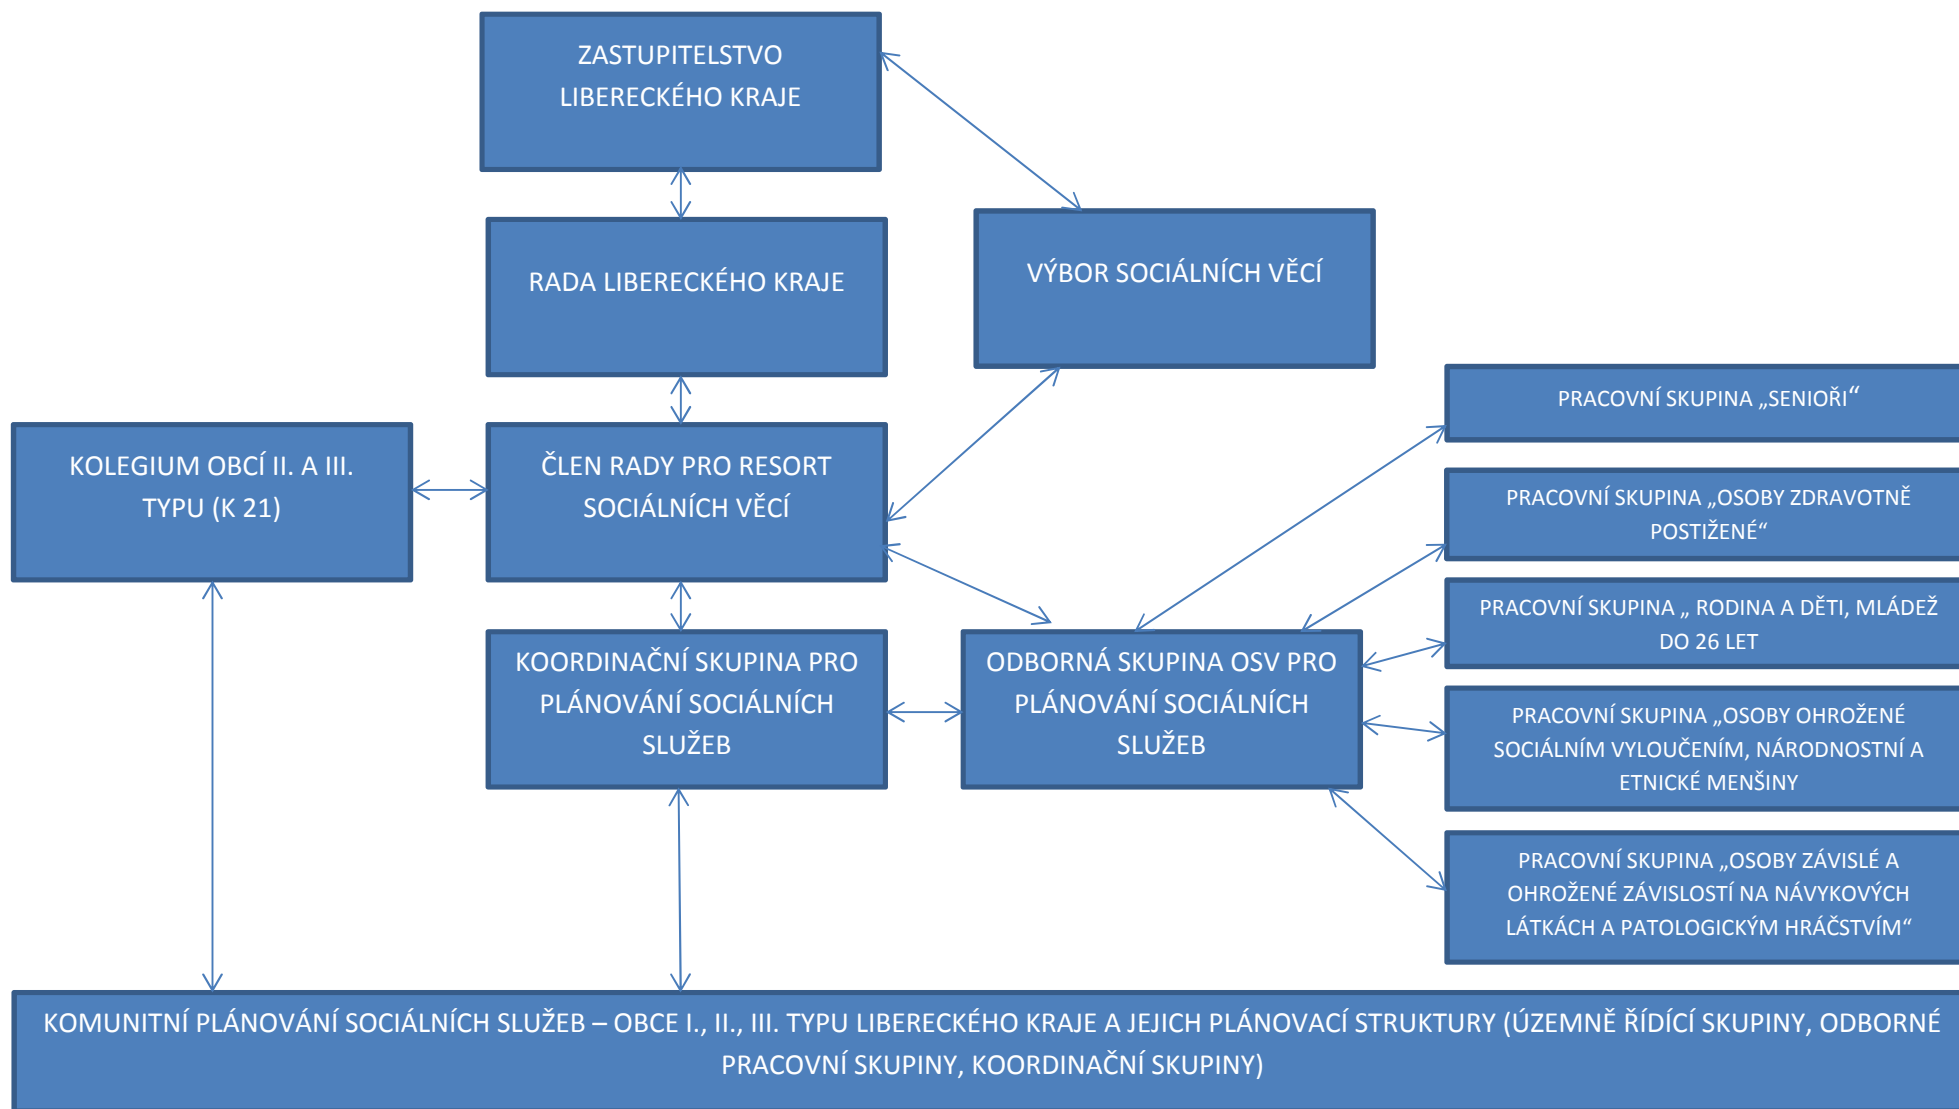 ZASTUPITELSTVO
LIBERECKÉHO KRAJE
RADA LIBERECKÉHO KRAJE
VÝBOR SOCIÁLNÍCH VĚCÍ
PRACOVNÍ SKUPINA „SENIOŘI“
KOLEGIUM OBCÍ II. A III.
TYPU (K 21)
ČLEN RADY PRO RESORT
SOCIÁLNÍCH VĚCÍ
PRACOVNÍ SKUPINA „OSOBY ZDRAVOTNĚ
POSTIŽENÉ“
PRACOVNÍ SKUPINA „ RODINA A DĚTI, MLÁDEŽ
DO 26 LET
KOORDINAČNÍ SKUPINA PRO
PLÁNOVÁNÍ SOCIÁLNÍCH
SLUŽEB
ODBORNÁ SKUPINA OSV PRO
PLÁNOVÁNÍ SOCIÁLNÍCH
SLUŽEB
PRACOVNÍ SKUPINA „OSOBY OHROŽENÉ
SOCIÁLNÍM VYLOUČENÍM, NÁRODNOSTNÍ A
ETNICKÉ MENŠINY
PRACOVNÍ SKUPINA „OSOBY ZÁVISLÉ A
OHROŽENÉ ZÁVISLOSTÍ NA NÁVYKOVÝCH
LÁTKÁCH A PATOLOGICKÝM HRÁČSTVÍM“
KOMUNITNÍ PLÁNOVÁNÍ SOCIÁLNÍCH SLUŽEB – OBCE I., II., III. TYPU LIBERECKÉHO KRAJE A JEJICH PLÁNOVACÍ STRUKTURY (ÚZEMNĚ ŘÍDÍCÍ SKUPINY, ODBORNÉ
PRACOVNÍ SKUPINY, KOORDINAČNÍ SKUPINY)